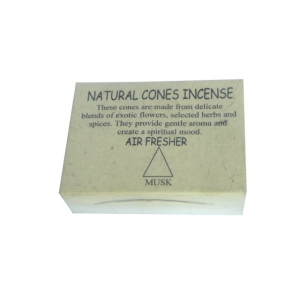 NATURAL CONES INCENSE
These cones are made from delicate
blends of exotic flowers, selected herbs and
spices. They provide gentle aroma and
create a spiritual mood.
AIR FRESHER
MUSK